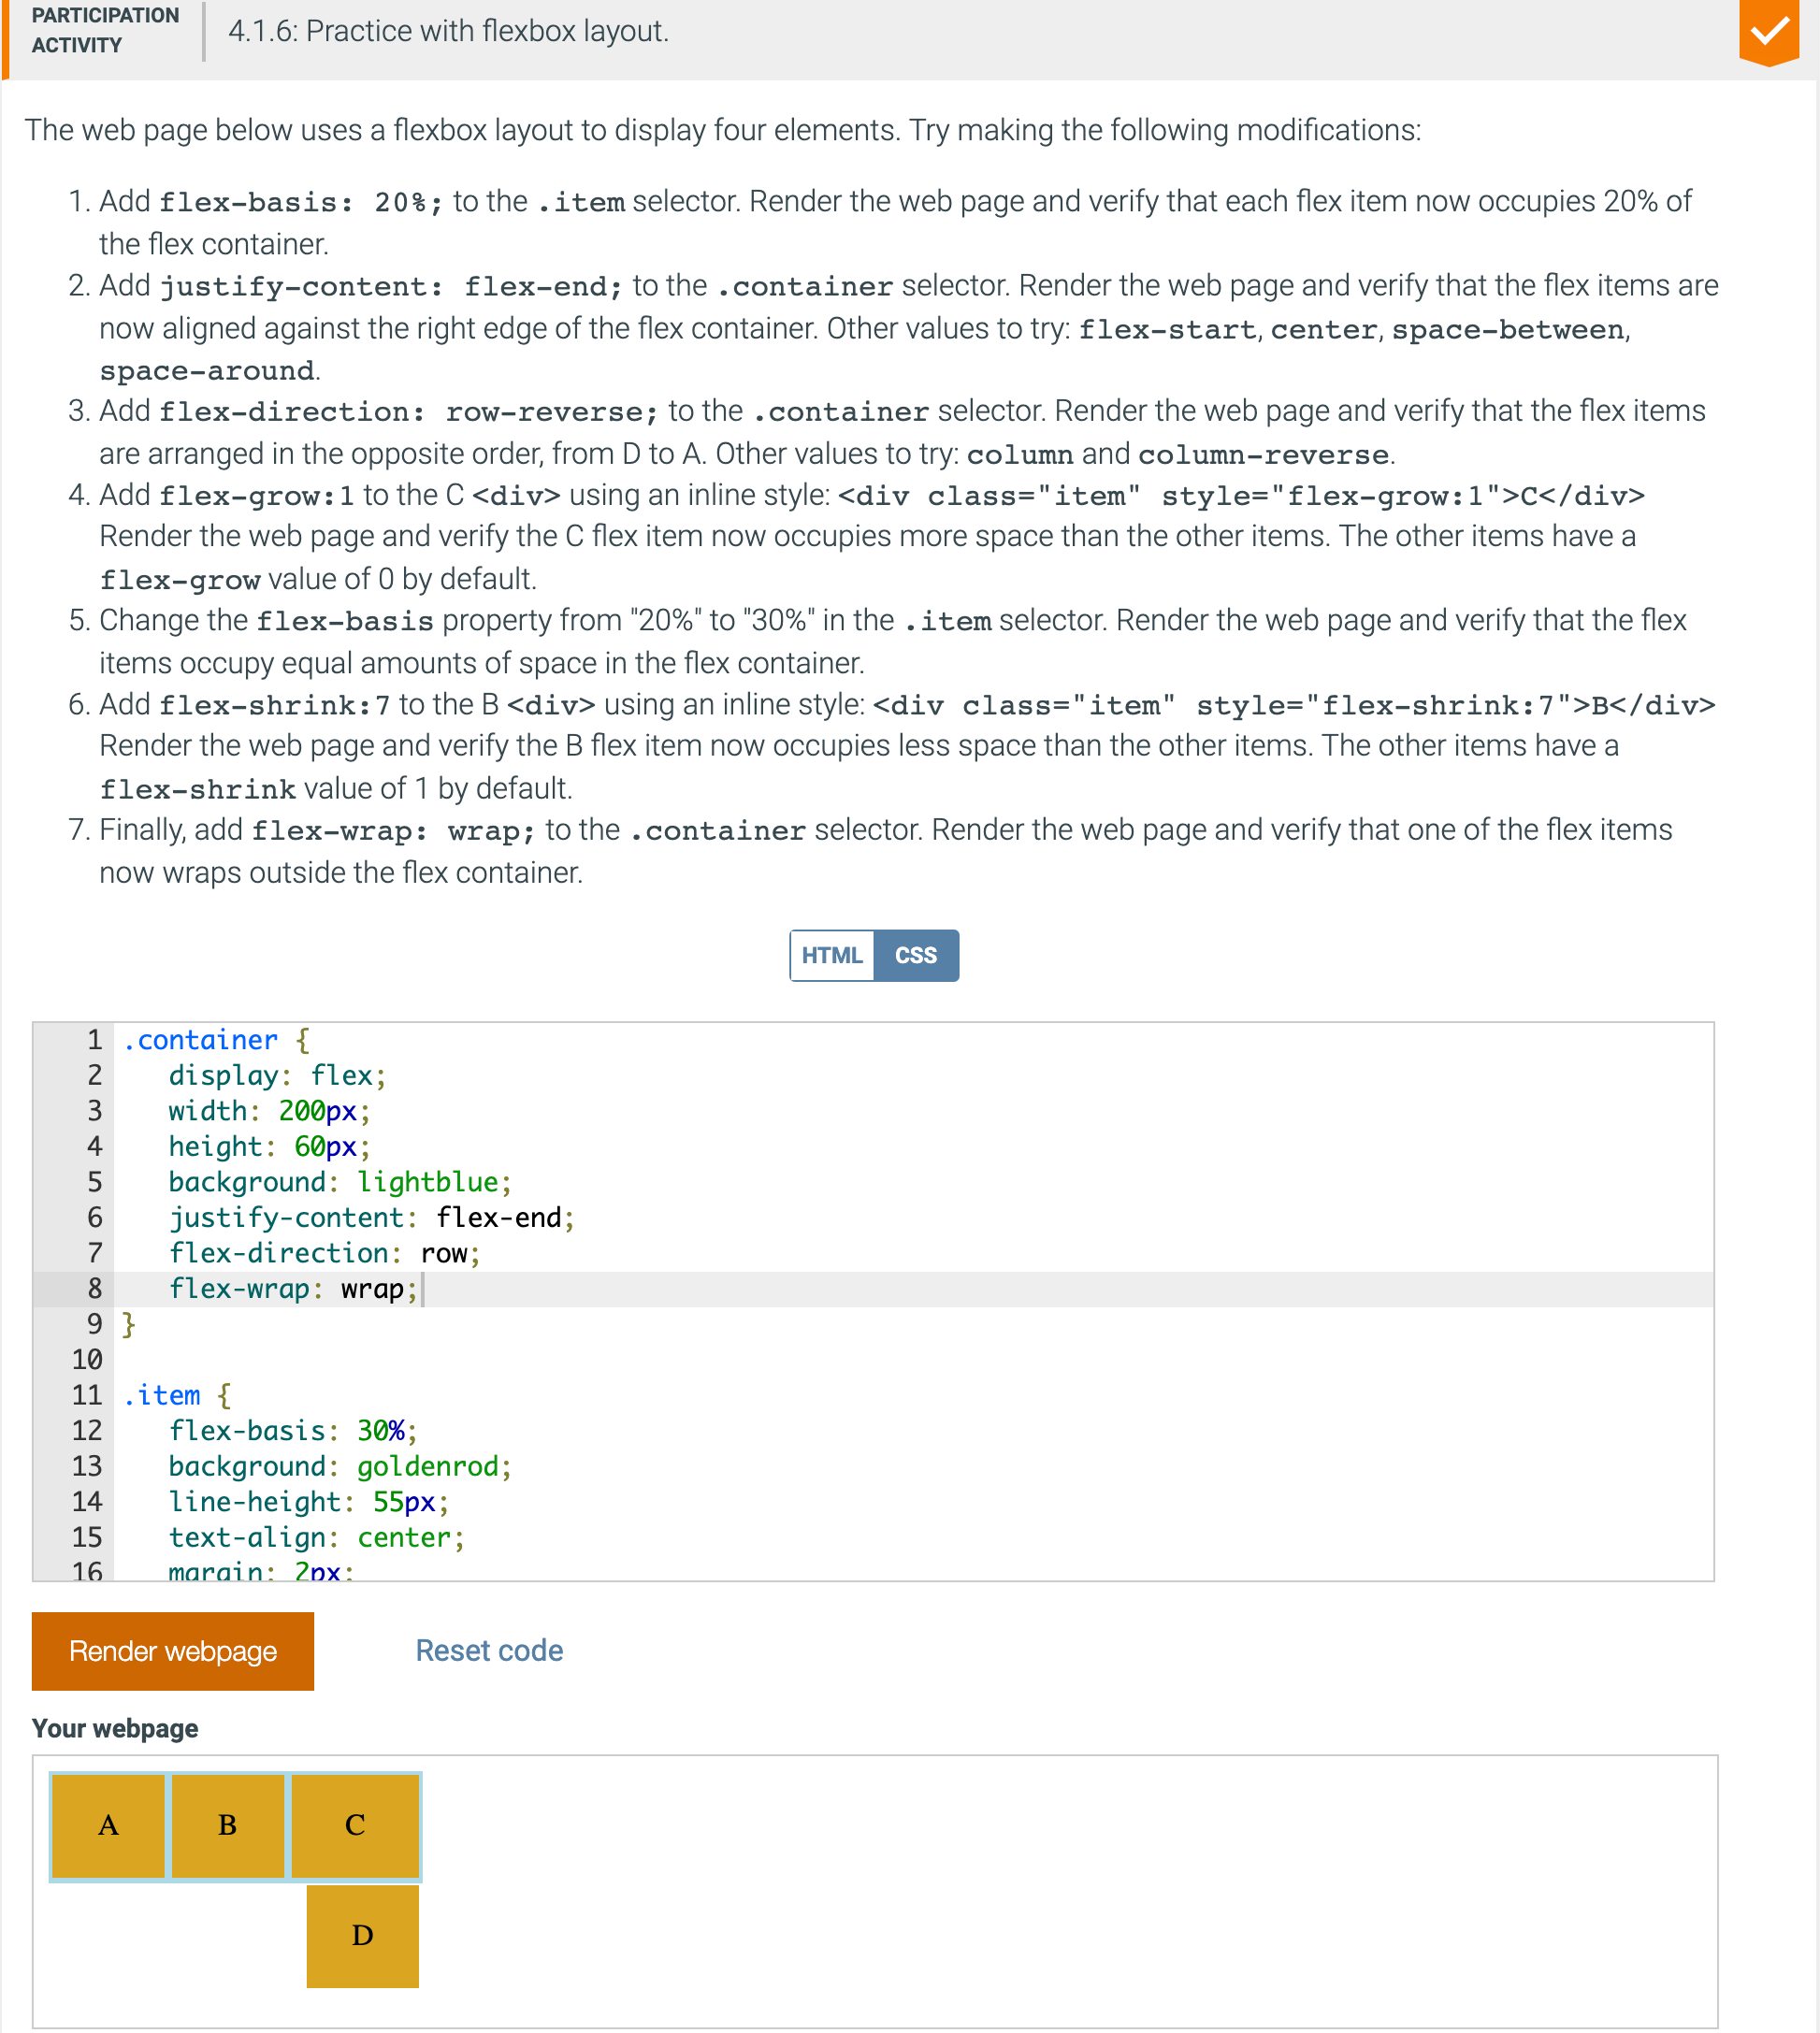 PARTICIPATION
ACTIVITY
4.1.6: Practice with flexbox layout.
The web page below uses a flexbox layout to display four elements. Try making the following modifications:
1. Add flex-basis: 20%; to the .item selector. Render the web page and verify that each flex item now occupies 20% of
the flex container.
2. Add justify-content: flex-end; to the .container selector. Render the web page and verify that the flex items are
now aligned against the right edge of the flex container. Other values to try: flex-start, center, space-between,
space-around.
3. Add flex-direction: row-reverse; to the .container selector. Render the web page and verify that the flex items
are arranged in the opposite order, from D to A. Other values to try: column and column-reverse.
4. Add flex-grow:1 to the C <div> using an inline style: <div class="item" style="flex-grow:1">C</div>
Render the web page and verify the C flex item now occupies more space than the other items. The other items have a
flex-grow value of 0 by default.
5. Change the flex-basis property from "20%" to "30%" in the .item selector. Render the web page and verify that the flex
items occupy equal amounts of space in the flex container.
6. Add flex-shrink:7 to the B <div> using an inline style: <div class="item" style="flex-shrink:7">B</div>
Render the web page and verify the B flex item now occupies less space than the other items. The other items have a
flex-shrink value of 1 by default.
7. Finally, add flex-wrap: wrap; to the .container selector. Render the web page and verify that one of the flex items
now wraps outside the flex container.
HTML CSS
1 .container {
2 display: flex;
3 width: 200px;
4 height: 60px;
5 background: lightblue;
6 justify-content: flex-end;
7 flex-direction: row;
8 flex-wrap: wrap;
9 }
10
11 .item {
12 flex-basis: 30%;
13 background: goldenrod;
14 line-height: 55px;
15 text-align: center;
16 margin: 2px;
Render webpage Reset code
Your webpage
A B C
D